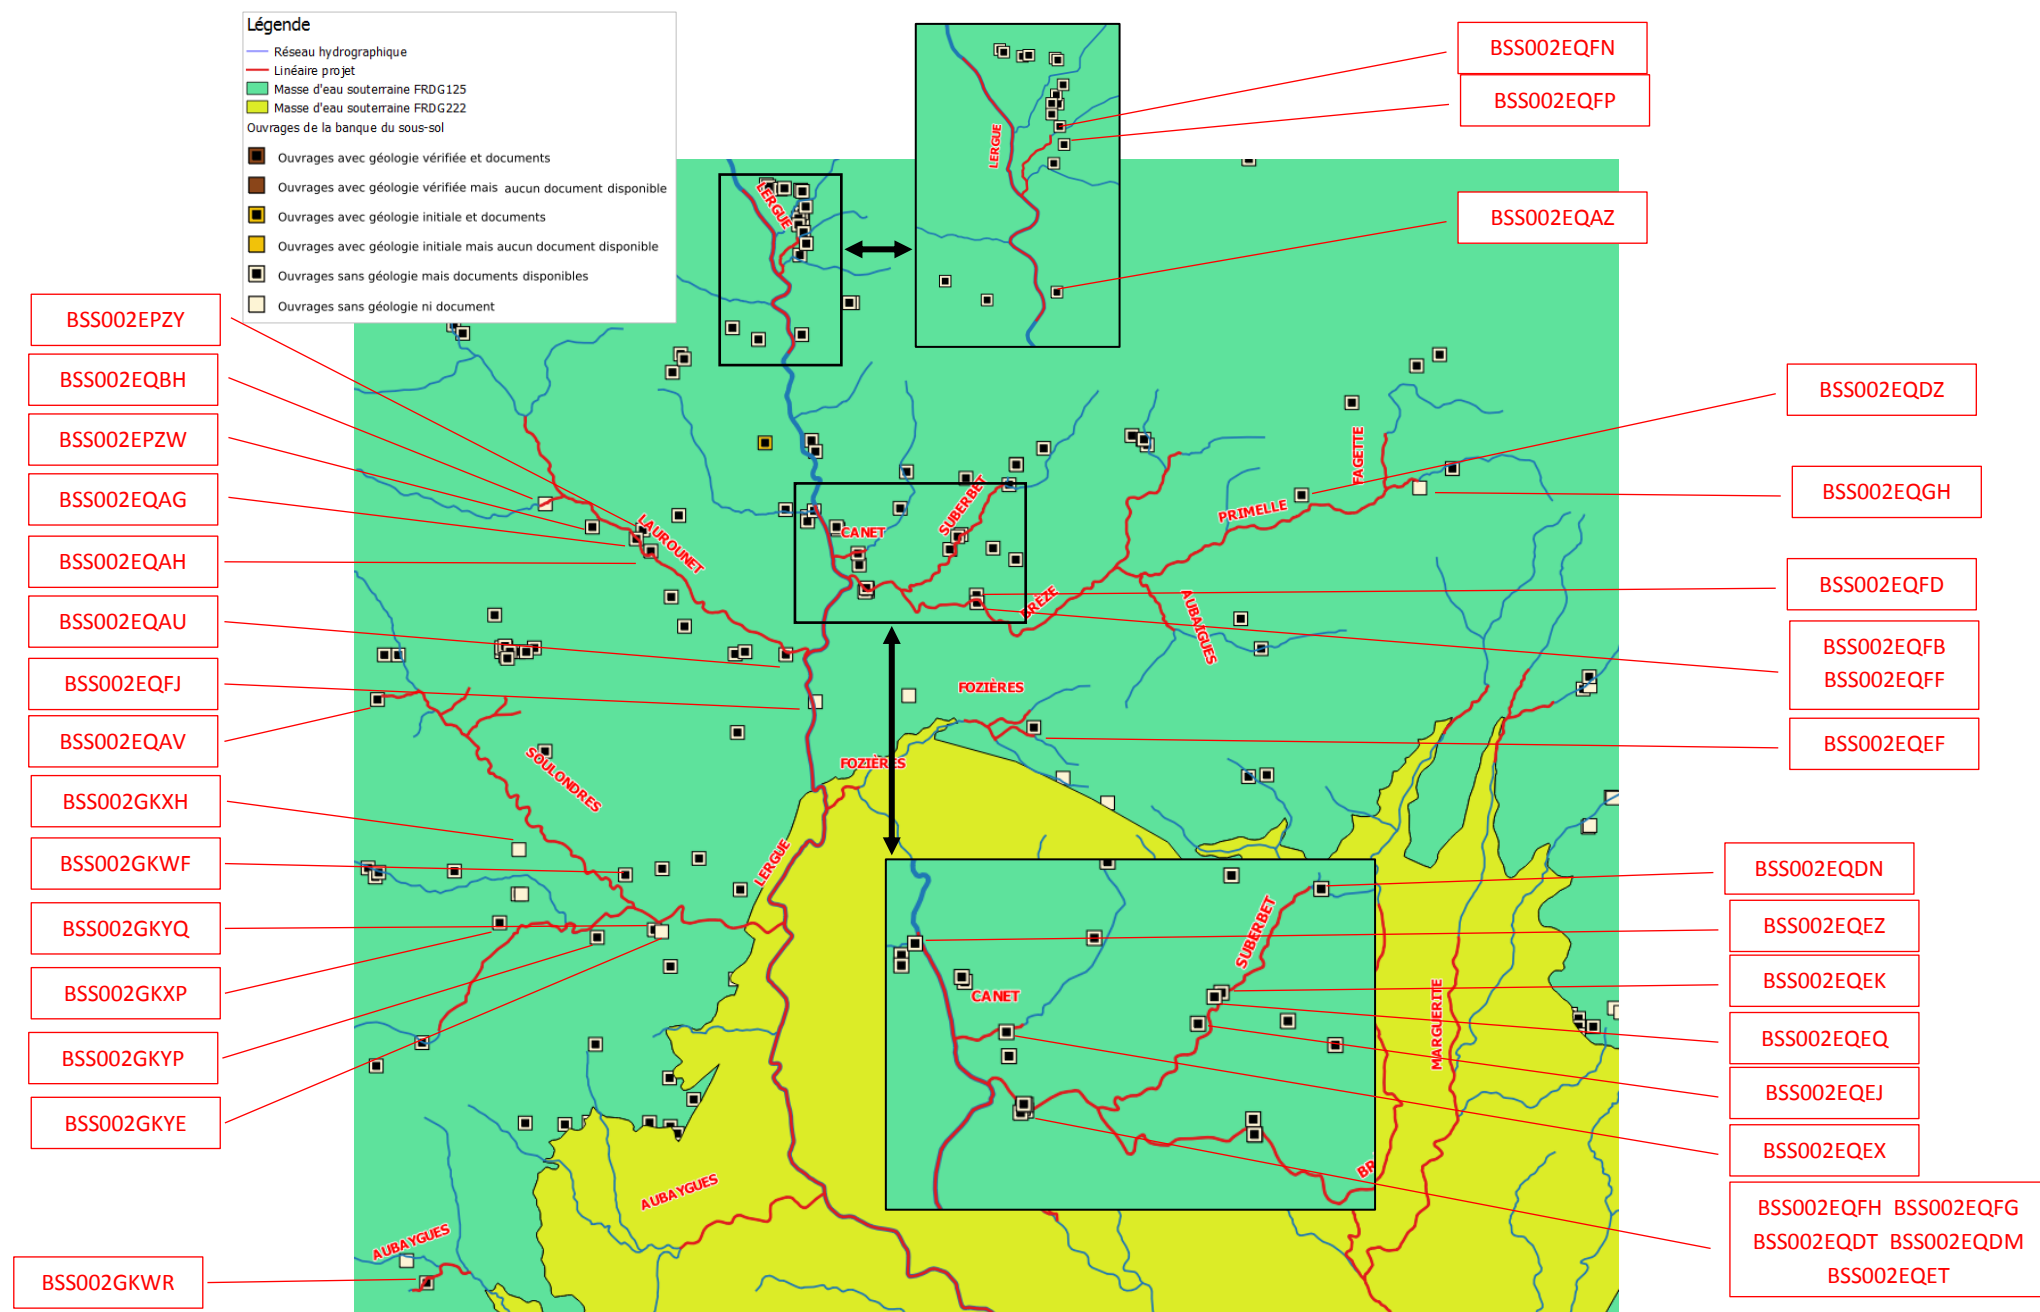 Légende
Réseau hydrographique
Linéaire projet
Masse d'eau souterraine FRDG125
Masse d'eau souterraine FRDG222
Ouvrages de la banque du sous-sol
Ouvrages avec géologie vérifiée et documents
Ouvrages avec géologie vérifiée mais aucun document disponible
Ouvrages avec géologie initiale et documents
Ouvrages avec géologie initiale mais aucun document disponible
Ouvrages sans géologie mais documents disponibles
Ouvrages sans géologie ni document
BSS002EQFN
BSS002EQFP
BSS002EQAZ
LERGUE
LERGUE
BSS002EPZY
BSS002EQBH
BSS002EPZW
BSS002EQAG
BSS002EQAH
BSS002EQAU
BSS002EQFJ
BSS002EQAV
BSS002GKXH
BSS002GKWF
BSS002GKYQ
BSS002GKXP
BSS002GKYP
BSS002GKYE
BSS002GKWR
LAUROUNET
CANET
SUBERBET
BREZE
PRIMELLE
FAGETTE
AUBAIGUES
FOZIÈRES
FOZIÈRES
SOULONDRES
LERGUE
AUBAYGUES
AUBAYGUES
MARGUERITE
SUBERBET
CANET
BR
BSS002EQDZ
BSS002EQGH
BSS002EQFD
BSS002EQFB
BSS002EQFF
BSS002EQEF
BSS002EQDN
BSS002EQEZ
BSS002EQEK
BSS002EQEQ
BSS002EQEJ
BSS002EQEX
BSS002EQFH BSS002EQFG
BSS002EQDT BSS002EQDM
BSS002EQET